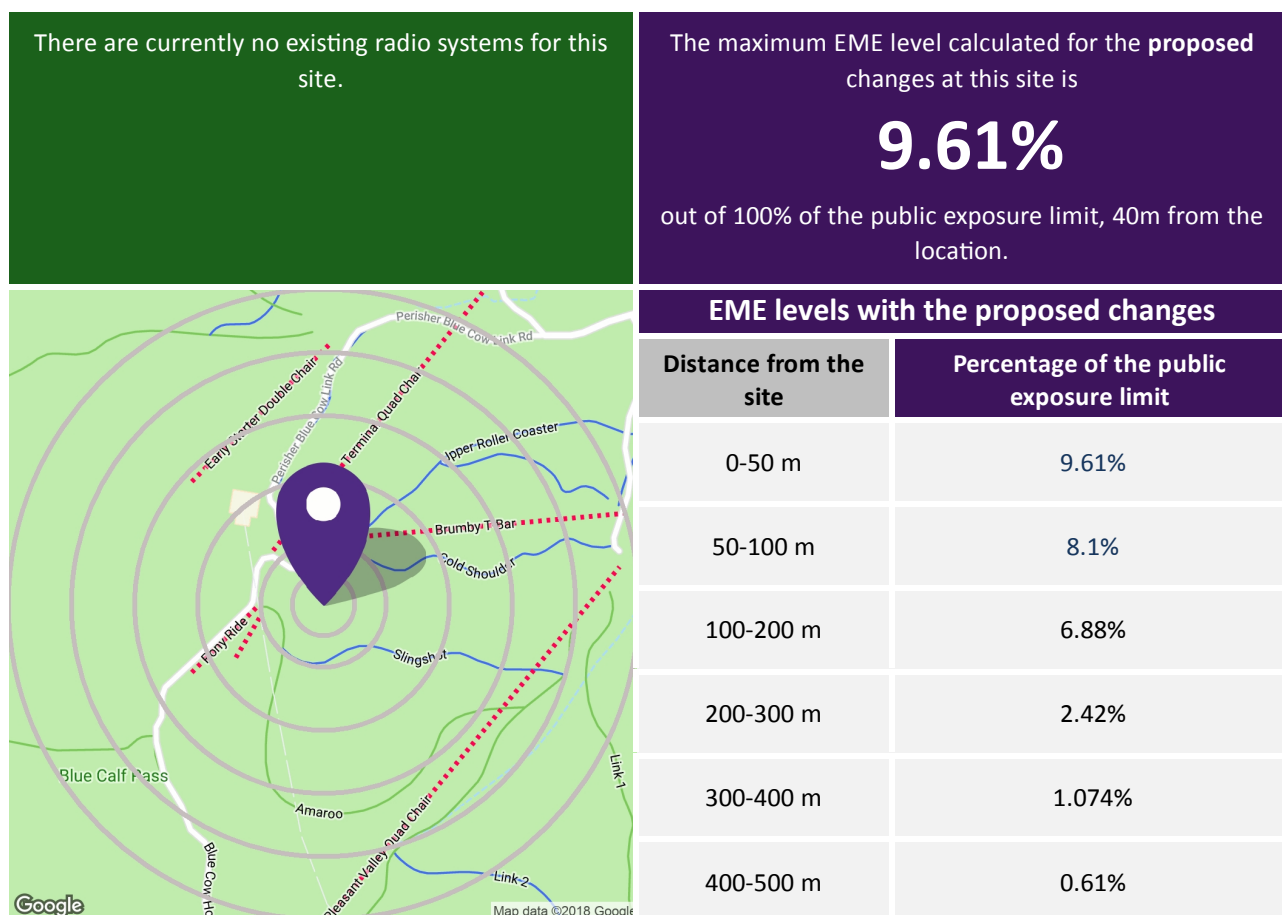 There are currently no existing radio systems for this
site.
The maximum EME level calculated for the proposed
changes at this site is
9.61%
out of 100% of the public exposure limit, 40m from the
location.
Perisher Blue Cow Link Rd
Early Starter Double Chair
Perisher Blue Cow Link Rd
Terminal Quad Chair
Upper Roller Coaster
Brumby T Bar
Cold Shoulder
Pony Ride
Slingshot
Link 1
Blue Calf Pass
Amaroo
Pleasant Valley Quad Chair
Blue Cow
Link 2
Google
Map data ©2018 Google
EME levels with the proposed changes
Distance from the
site
Percentage of the public
exposure limit
0-50 m
9.61%
50-100 m
8.1%
100-200 m
6.88%
200-300 m
2.42%
300-400 m
1.074%
400-500 m
0.61%